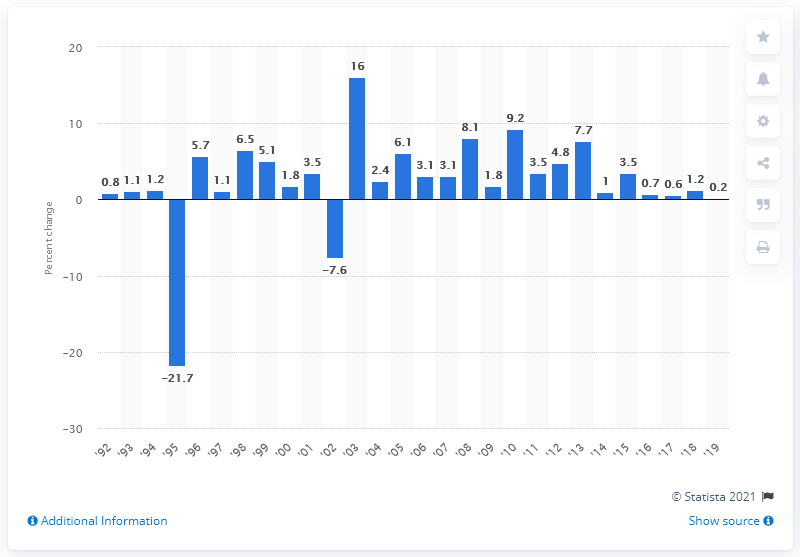 20
10
0
-10
-20
-30
Percent change
0.8 1.1 1.2 -21.7 5.7 1.1 6.5 5.1 1.8 3.5 -7.6 16 2.4 6.1 3.1 3.1 8.1 1.8 9.2 3.5 4.8 7.7 1 3.5 0.7 0.6 1.2 0.2
'92 '93 '94 '95 '96 '97 '98 '99 '00 '01 '02 '03 '04 '05 '06 '07 '08 '09 '10 '11 '12 '13 '14 '15 '16 '17 '18 '19
© Statista 2021
Additional Information
Show source